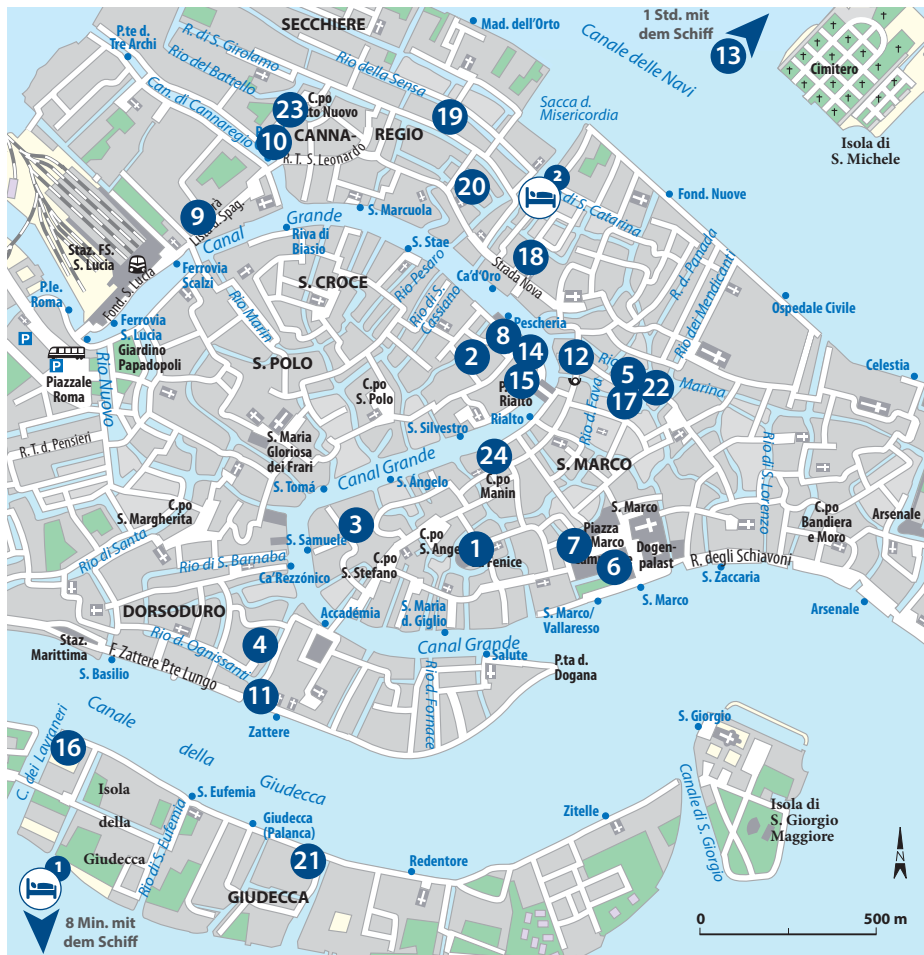 SECCHIERE
Mad. dell'Orto
1 Std. mit
dem Schiff
13
Canale delle Navi
Cimitero
Isola di
S. Michele
P.te d.
Tre Archi
R. di S. Girolamo
Rio del Battello
Rio della Sensa
Can. di Cannaregio
23
C.po
10
CANNA-
REGIO
19
R.T. S. Leonardo
Sacca d.
Misericordia
20
2
di S. Catarina
Fond. Nuove
9
Lista d. Spag.
S. Marcuola
Canal
Grande
Riva di
Biasio
S. Stae
18
Strada Nova
Ca'd'Oro
R. d. Panada
Rio dei Mendicanti
Staz. FS.
S. Lucia
Fond. S. Lucia
Ferrovia
Scalzi
S. CROCE
Rio Pesaro
Rio di S.
Cassiano
P.le.
Roma
Ferrovia
S. Lucia
Giardino
Papadopoli
Rio Marin
Pescheria
Ospedale Civile
P
P
Piazzale
Roma
Rio Nuovo
S. POLO
8
2
14
12
15
Rialto
Rialto
5
22
17
Marina
Celestia
C.po
S. Polo
Rio d. Fava
R. T. d. Pensieri
S. Maria
Gloriosa
dei Frari
S. Silvestro
24
C.po
Manin
S. MARCO
Rio di S. Lorenzo
S. Tomá
Canal Grande
S. Ángelo
C.po
S. Margherita
S. Marco
C.po
Bandiera
e Moro
Arsenale
Rio di Santa
3
S. Samuele
C.po
1
Fenice
7
Piazza
Marco
6
Dogen-
palast
R. degli Schiavoni
Rio di S. Barnaba
C.po
S. Stefano
Ca'Rezzónico
S. Zaccaria
DORSODURO
Accadémia
S. Maria
d. Giglio
S. Marco/
Vallaresso
S. Marco
Arsenale
Staz.
Marittima
Rio d. Ognissanti
4
Canal Grande
Salute
P.ta d.
Dogana
S. Basilio
F. Zattere P.te Lungo
11
Rio d. Fornace
Zattere
S. Giorgio
C. dei Lavraneri
16
Canale
della
Giudecca
Canale di S. Giorgio
Isola
della
Giudecca
S. Eufemia
Rio di S. Eufemia
Giudecca
(Palanca)
Zitelle
Isola di
S. Giorgio
Maggiore
1
21
Redentore
GIUDECCA
N
8 Min. mit
dem Schiff
0
500 m